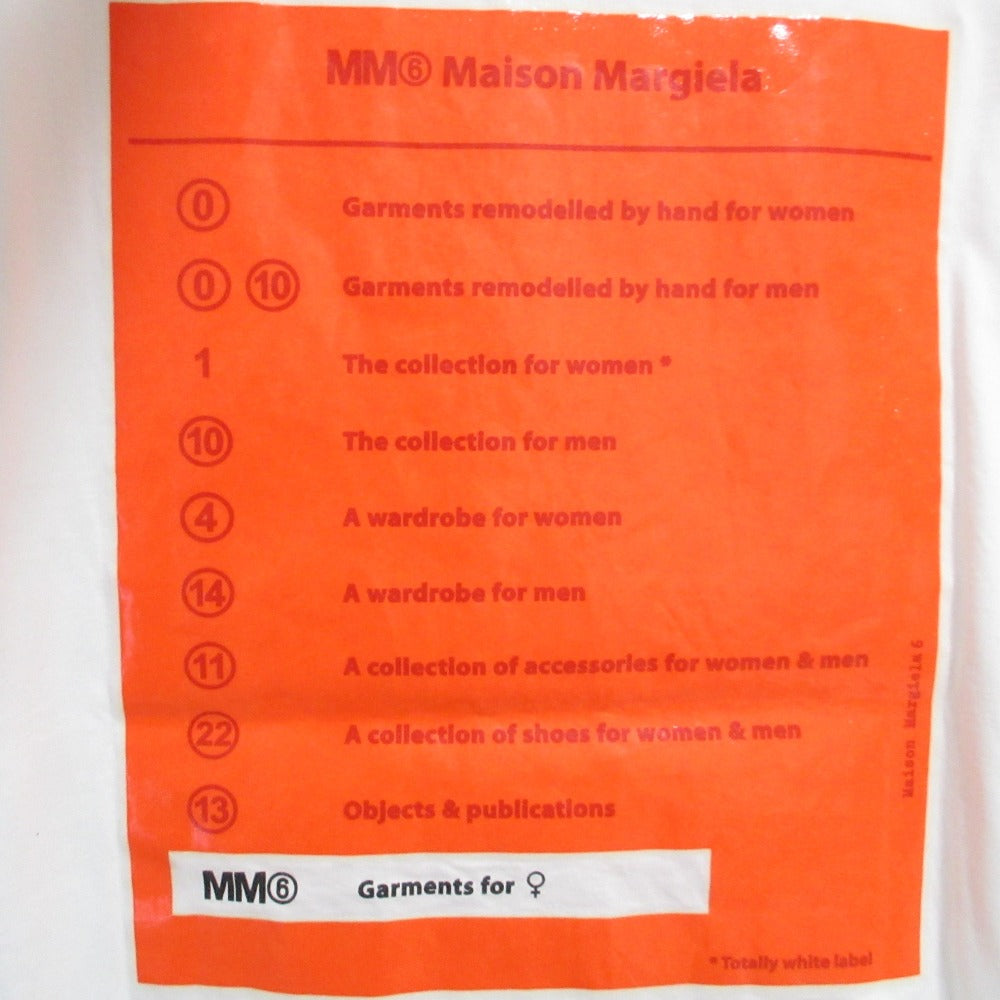 MM⑥ Maison Margiela
⓪ Garments remodelled by hand for women
⓪ ⑩ Garments remodelled by hand for men
1 The collection for women *
⑩ The collection for men
④ A wardrobe for women
⑭ A wardrobe for men
⑪ A collection of accessories for women & men
㉒ A collection of shoes for women & men
⑬ Objects & publications
MM⑥ Garments for ♀
* Totally white label
Maison Margiela 6